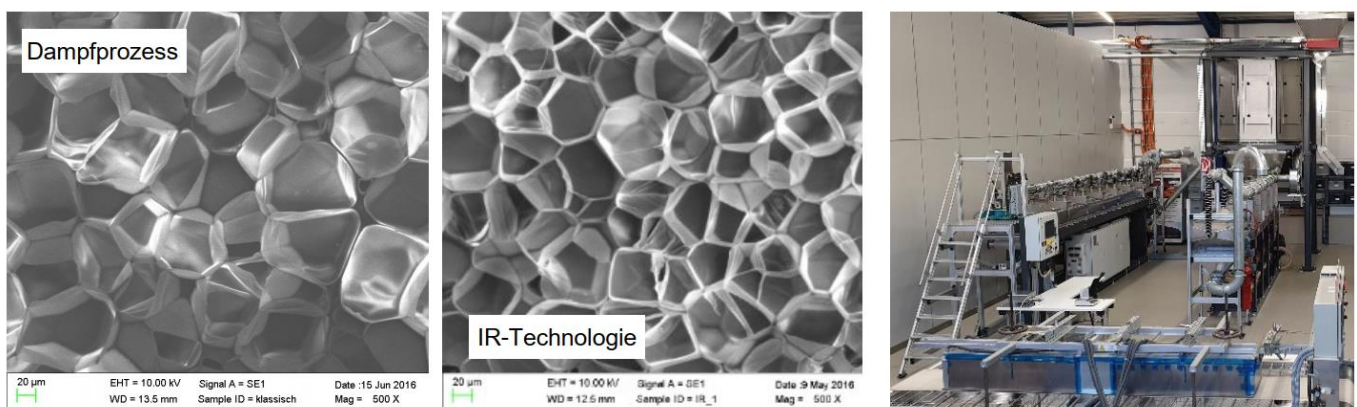 Dampfprozess
20 µm
EHT = 10.00 kV Signal A = SE1 Date :15 Jun 2016
WD = 13.5 mm Sample ID = klassisch Mag = 500 X
IR-Technologie
20 µm
EHT = 10.00 kV Signal A = SE1 Date :9 May 2016
WD = 12.5 mm Sample ID = IR_1 Mag = 500 X